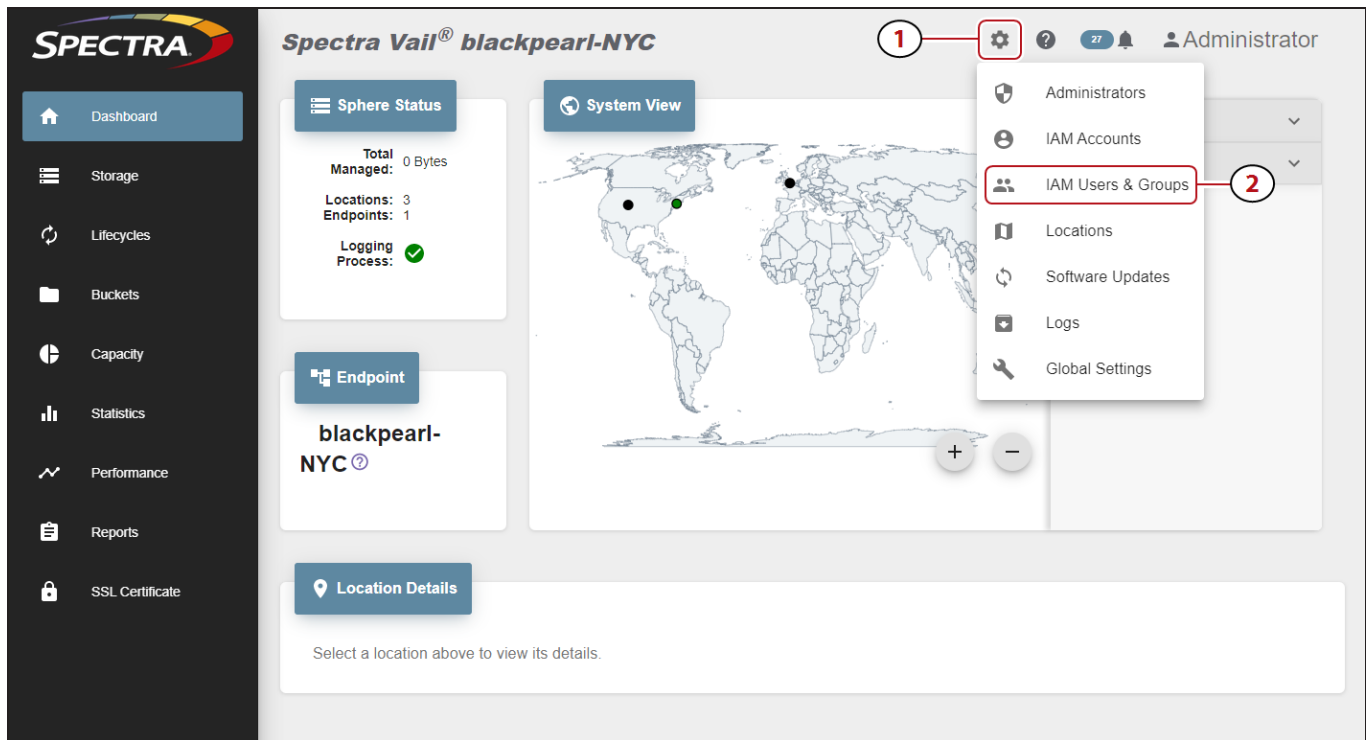 SPECTRA
Spectra Vail® blackpearl-NYC
1
27
Administrator
Dashboard
Storage
Lifecycles
Buckets
Capacity
Statistics
Performance
Reports
SSL Certificate
Sphere Status
Total Managed: 0 Bytes
Locations: 3
Endpoints: 1
Logging Process:
System View
+
−
Administrators
IAM Accounts
IAM Users & Groups
2
Locations
Software Updates
Logs
Global Settings
Endpoint
blackpearl-
NYC
Location Details
Select a location above to view its details.